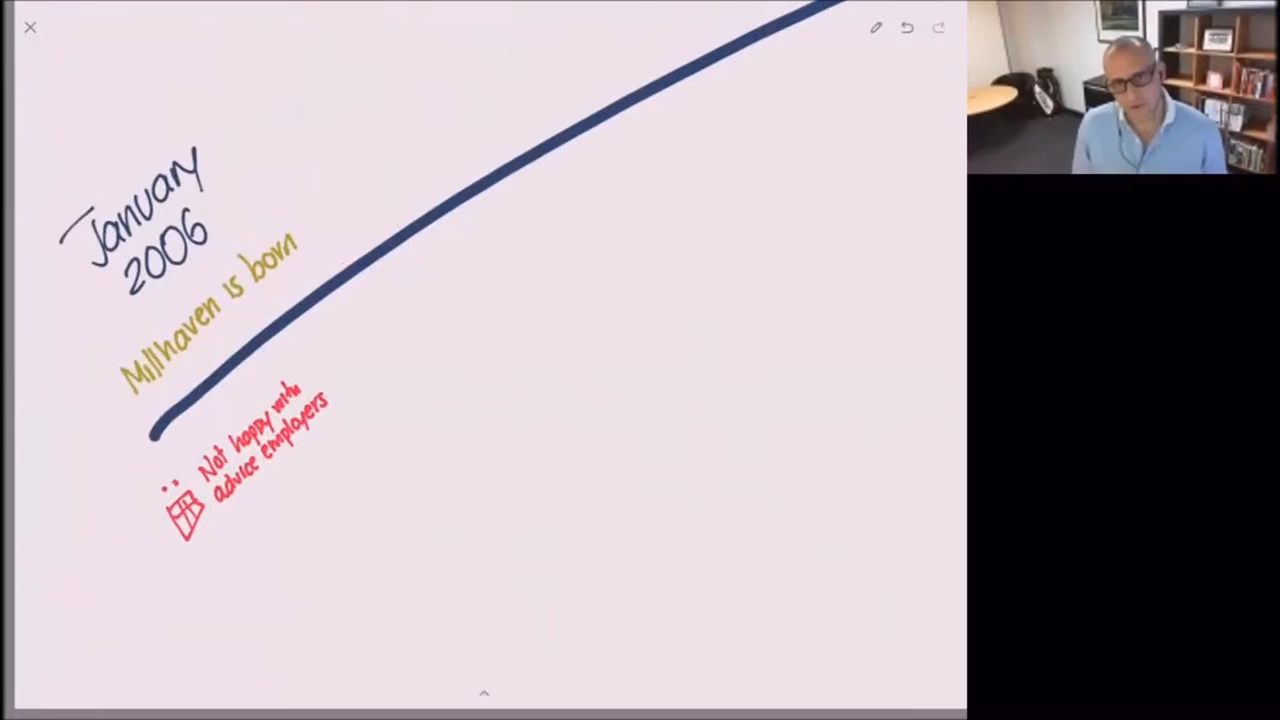 January
2006
Millhaven is born
Not happy with
advice employers